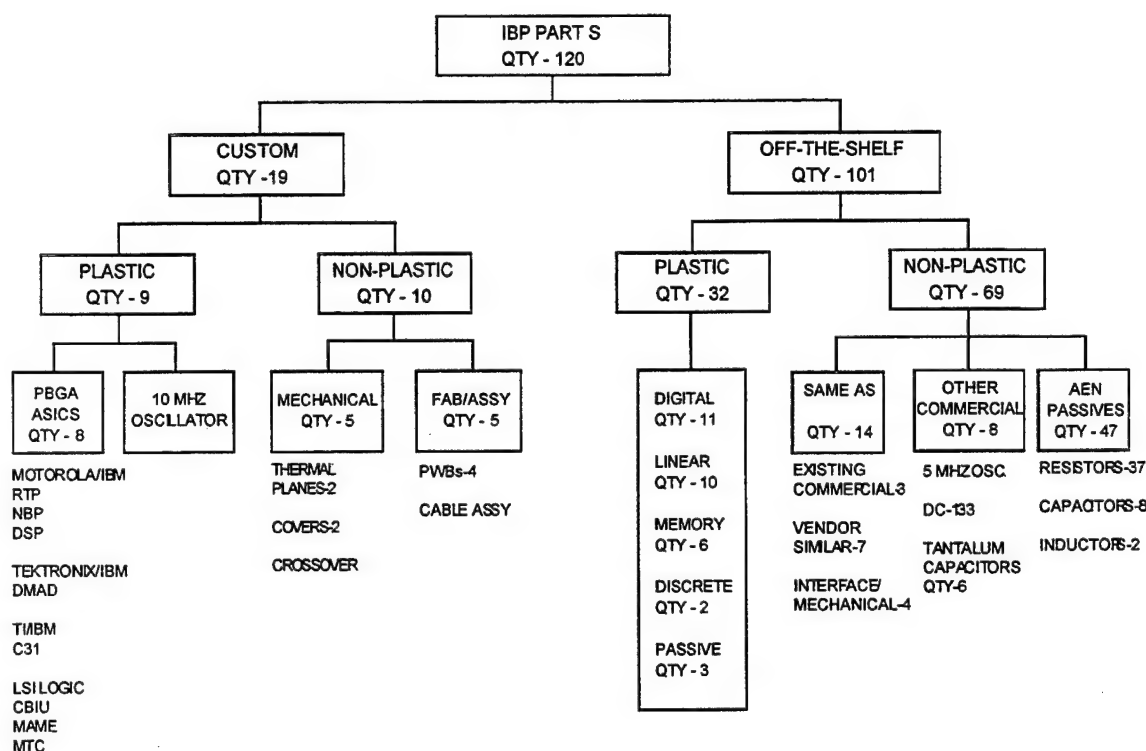 IBP PART S
QTY - 120
CUSTOM
QTY -19
OFF-THE-SHELF
QTY - 101
PLASTIC
QTY - 9
NON-PLASTIC
QTY - 10
PLASTIC
QTY - 32
NON-PLASTIC
QTY - 69
PBGA
ASICS
QTY - 8
10 MHZ
OSCILLATOR
MECHANICAL
QTY - 5
FAB/ASSY
QTY - 5
DIGITAL
QTY - 11
LINEAR
QTY - 10
MEMORY
QTY - 6
DISCRETE
QTY - 2
PASSIVE
QTY - 3
SAME AS
QTY - 14
OTHER
COMMERCIAL
QTY - 8
AEN
PASSIVES
QTY - 47
MOTOROLA/IBM
RTP
NBP
DSP
TEKTRONIX/IBM
DMAD
TI/IBM
C31
LSI LOGIC
CBIU
MAME
MTC
THERMAL
PLANES-2
COVERS-2
CROSSOVER
PWBs-4
CABLE ASSY
EXISTING
COMMERCIAL-3
VENDOR
SIMILAR-7
INTERFACE/
MECHANICAL-4
5 MHZ OSC.
DC-133
TANTALUM
CAPACITORS
QTY-6
RESISTORS-37
CAPACITORS-8
INDUCTORS-2